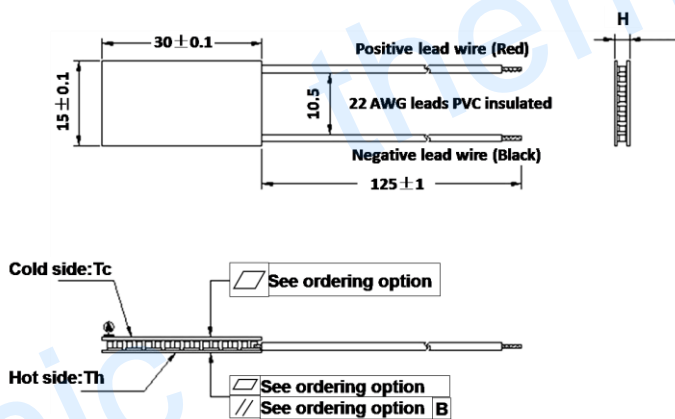 30±0.1
H
Positive lead wire (Red)
15±0.1
10.5
22 AWG leads PVC insulated
Negative lead wire (Black)
125±1
Cold side:Tc
See ordering option
A
Hot side:Th
See ordering option
See ordering option B